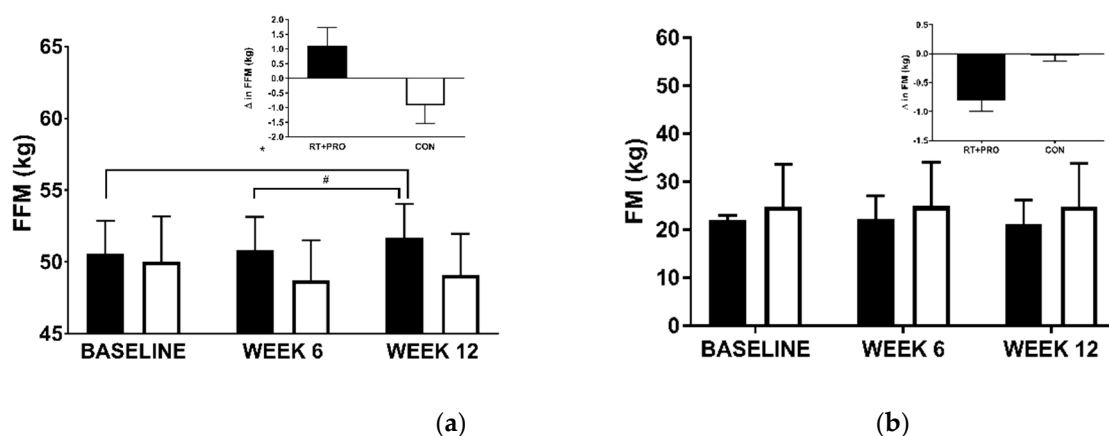 65
60
55
50
45
FFM (kg)
BASELINE WEEK 6 WEEK 12
*
#
2.0
1.5
1.0
0.5
0.0
-0.5
-1.0
-1.5
-2.0
Δ in FFM (kg)
RT+PRO CON
(a)
60
50
40
30
20
10
0
FM (kg)
BASELINE WEEK 6 WEEK 12
0.5
0.0
-0.5
-1.0
-1.5
Δ in FM (kg)
RT+PRO CON
(b)